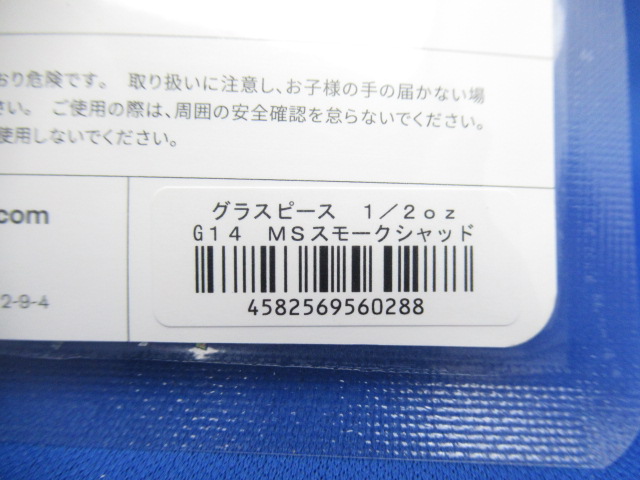 おり危険です。 取り扱いに注意し、お子様の手の届かない場
さい。 ご使用の際は、周囲の安全確認を怠らないでください。
使用しないでください。
.com
2-9-4
グラスピース 1/2oz
G14 MSスモークシャッド
4582569560288